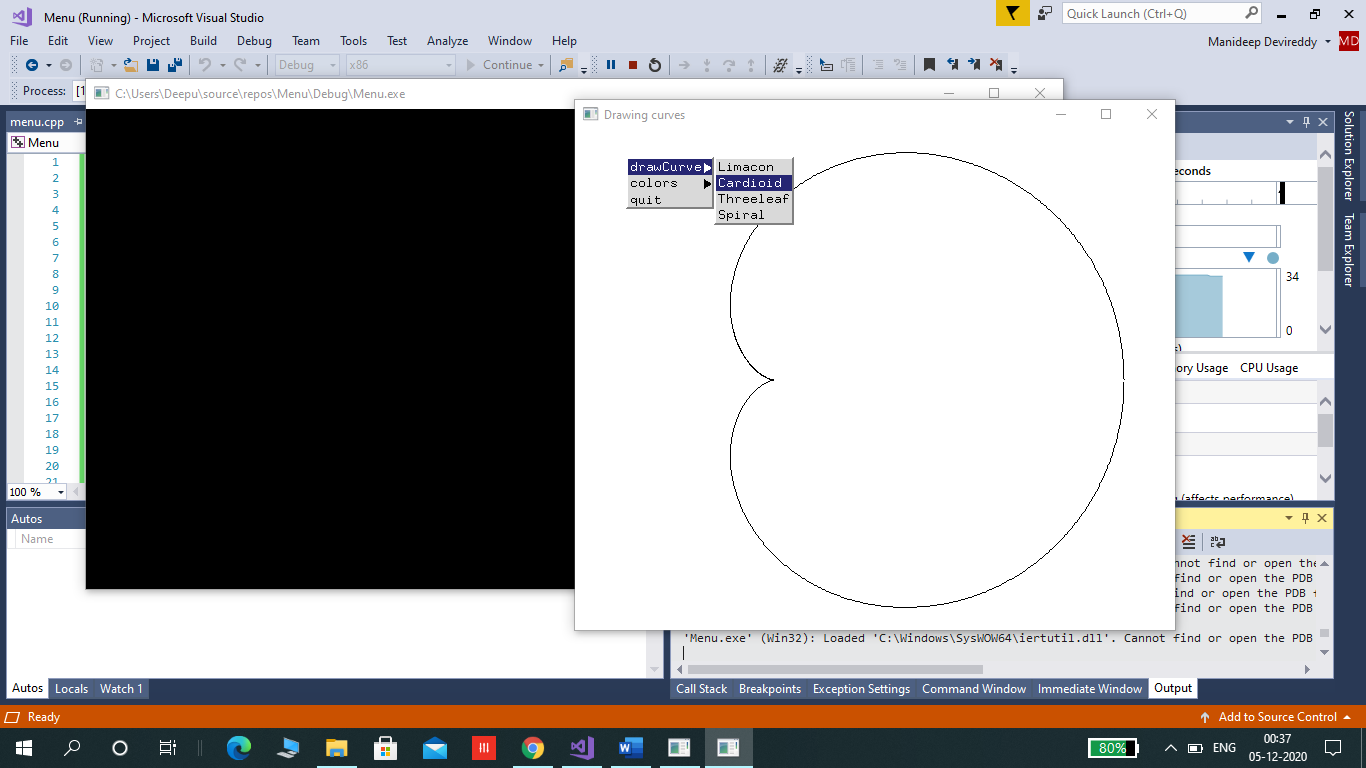 Menu (Running) - Microsoft Visual Studio
Quick Launch (Ctrl+Q)
File Edit View Project Build Debug Team Tools Test Analyze Window Help
Manideep Devireddy MD
Debug x86 Continue
Process: [1
C:\Users\Deepu\source\repos\Menu\Debug\Menu.exe
Drawing curves
menu.cpp
Menu
1
2
3
4
5
6
7
8
9
10
11
12
13
14
15
16
17
18
19
20
21
100 %
drawCurve
colors
quit
Limacon
Cardioid
Threeleaf
Spiral
Solution Explorer
Team Explorer
econds
34
0
ory Usage CPU Usage
(affects performance)
Autos
Name
nnot find or open the
find or open the PDB
ind or open the PDB f
find or open the PDB
'Menu.exe' (Win32): Loaded 'C:\Windows\SysWOW64\iertutil.dll'. Cannot find or open the PDB
Autos Locals Watch 1
Call Stack Breakpoints Exception Settings Command Window Immediate Window Output
Ready
Add to Source Control
80%
ENG
00:37
05-12-2020